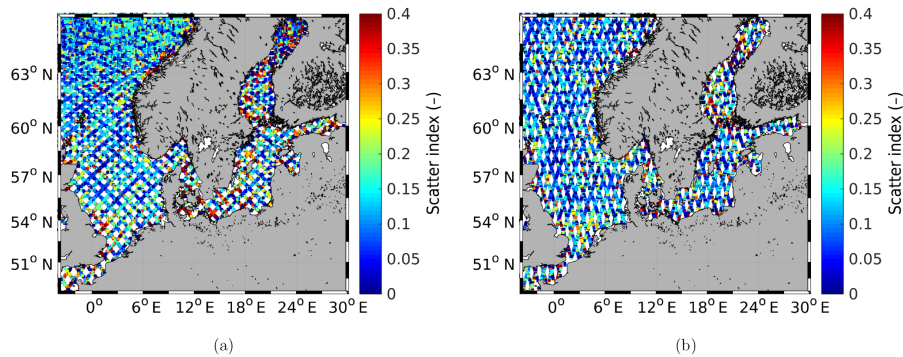 63° N
60° N
57° N
54° N
51° N
0° 6° E 12° E 18° E 24° E 30° E
0.4
0.35
0.3
0.25
0.2
0.15
0.1
0.05
0
Scatter index (–)
(a)
63° N
60° N
57° N
54° N
51° N
0° 6° E 12° E 18° E 24° E 30° E
0.4
0.35
0.3
0.25
0.2
0.15
0.1
0.05
0
Scatter index (–)
(b)